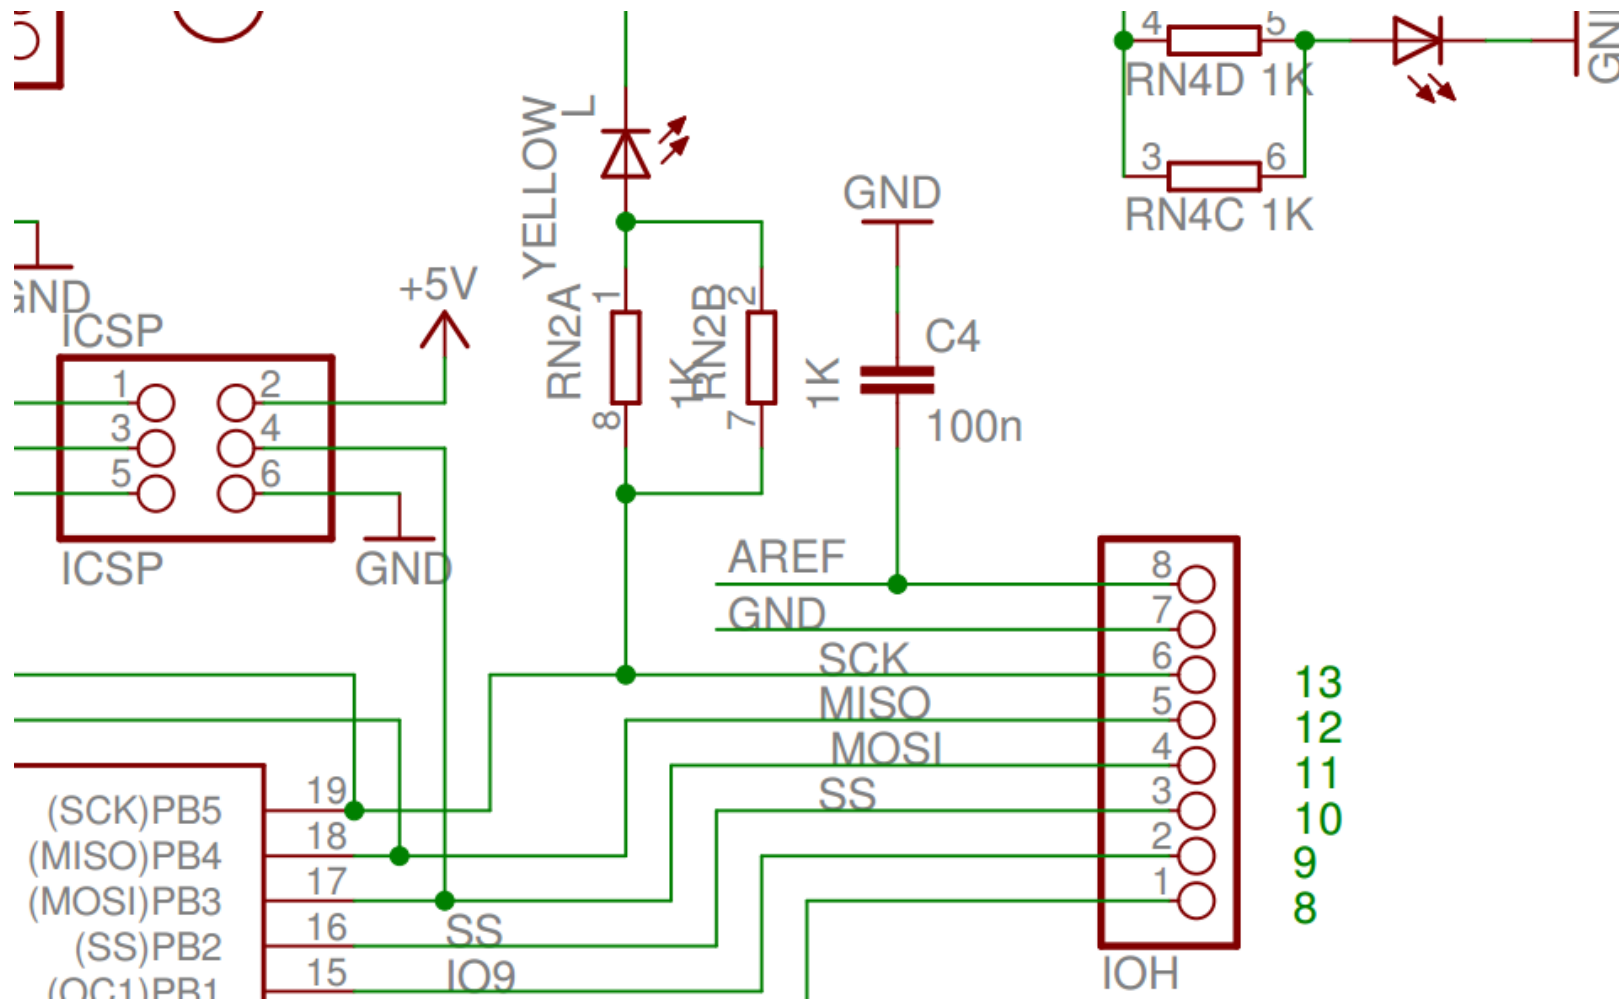 4 5
RN4D 1K
GND
3 6
RN4C 1K
YELLOW
L
GND
+5V
GND
ICSP
1 2
3 4
5 6
ICSP
GND
RN2A
1
8
1K
RN2B
2
7
1K
C4
100n
AREF
GND
SCK
MISO
MOSI
SS
8
7
6 13
5 12
4 11
3 10
2 9
1 8
IOH
(SCK)PB5 19
(MISO)PB4 18
(MOSI)PB3 17
(SS)PB2 16 SS
(OC1)PB1 15 IO9